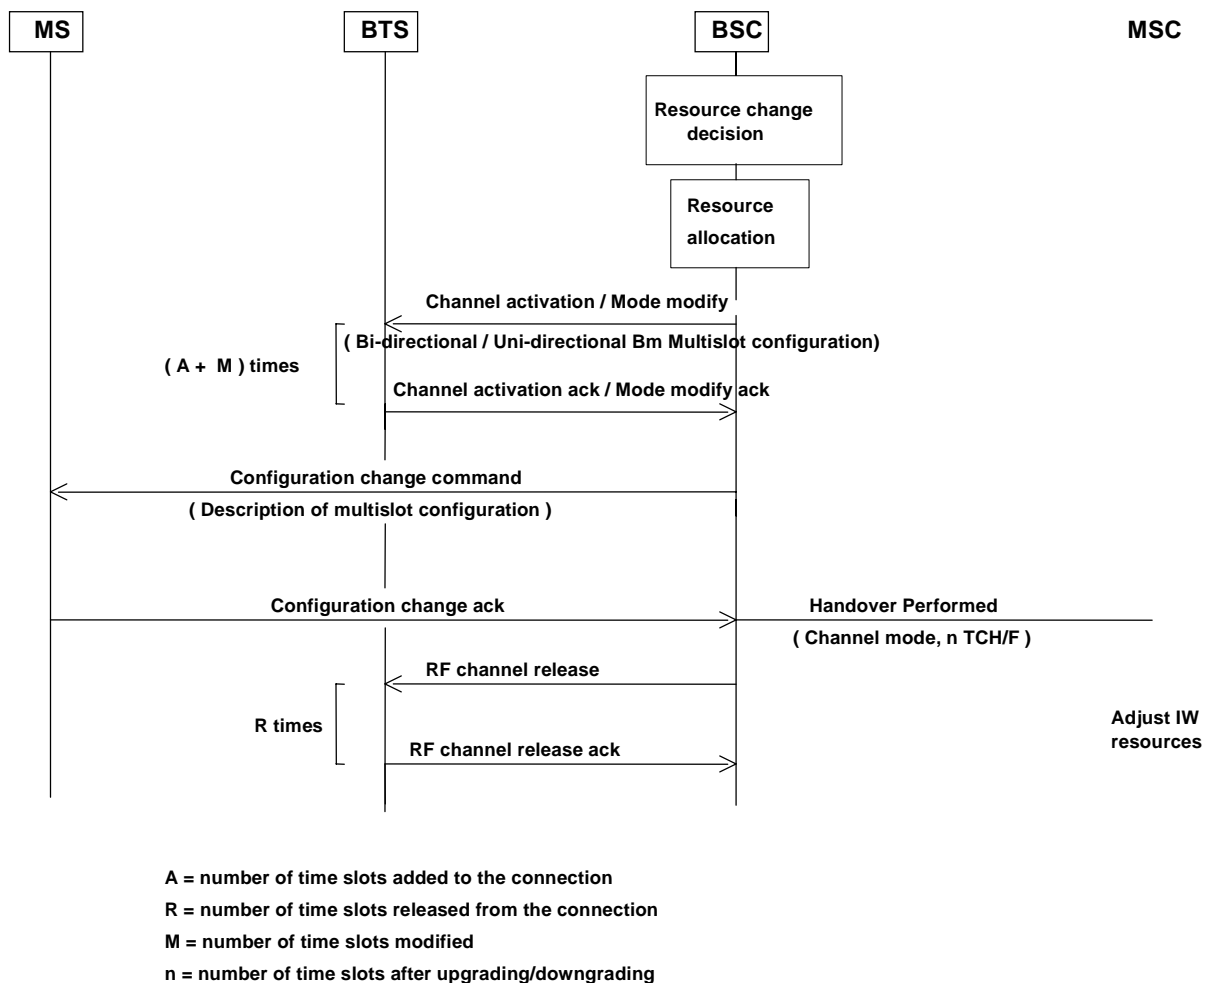 MS BTS BSC MSC
Resource change
decision
Resource
allocation
Channel activation / Mode modify
( Bi-directional / Uni-directional Bm Multislot configuration)
( A + M ) times
Channel activation ack / Mode modify ack
Configuration change command
( Description of multislot configuration )
Configuration change ack
Handover Performed
( Channel mode, n TCH/F )
RF channel release
R times
Adjust IW
resources
RF channel release ack
A = number of time slots added to the connection
R = number of time slots released from the connection
M = number of time slots modified
n = number of time slots after upgrading/downgrading